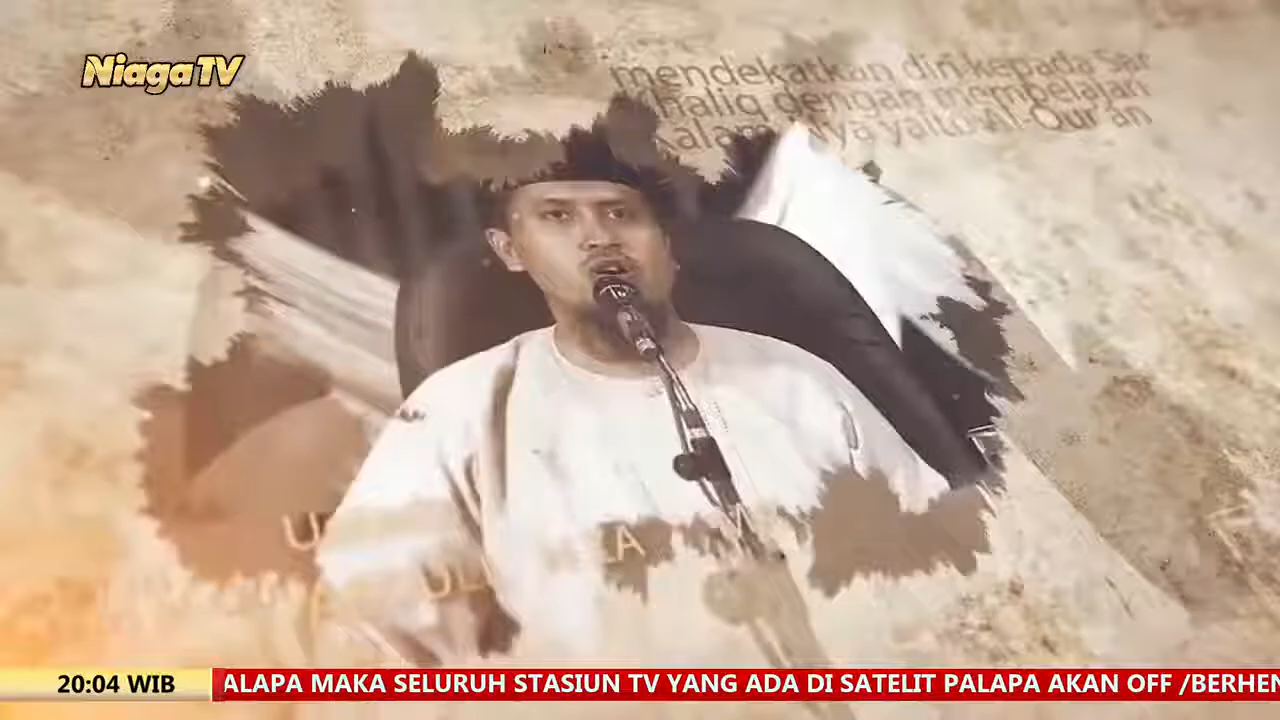 NiagaTV
mendekatkan diri kepada
Khaliq dengan mempelajari
Kalam-Nya yaitu Al-Qur'an
20:04 WIB
ALAPA MAKA SELURUH STASIUN TV YANG ADA DI SATELIT PALAPA AKAN OFF /BERHEN